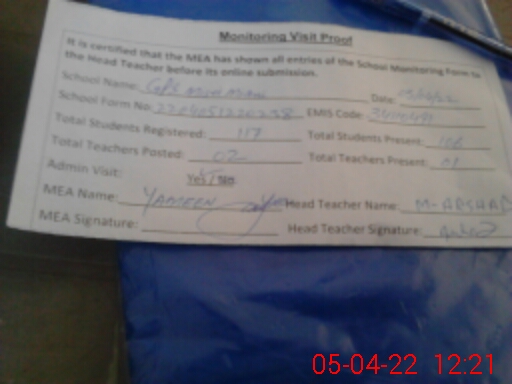 Monitoring Visit Proof
It is certified that the MEA has shown all entries of the School Monitoring Form to
the Head Teacher before its online submission.
School Name: GPS Date:
School Form No: EMIS Code:
Total Students Registered: 117 Total Students Present: 106
Total Teachers Posted: 02 Total Teachers Present: 01
Admin Visit: Yes/No
MEA Name: YAMEEN Head Teacher Name: M-ARSHAD
MEA Signature: Head Teacher Signature:
05-04-22 12:21